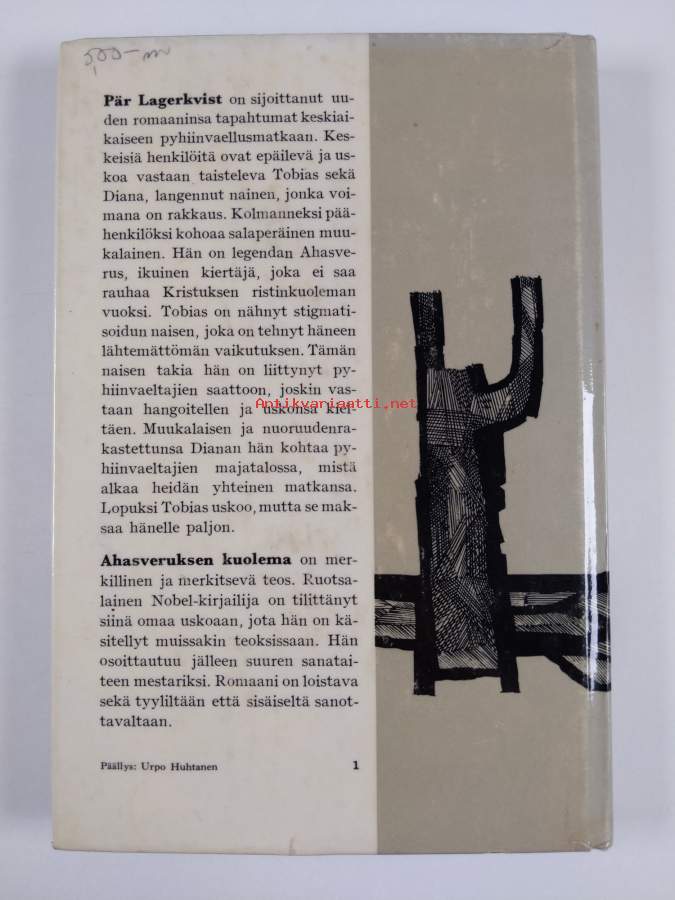 5,00-
Pär Lagerkvist on sijoittanut uu-
den romaaninsa tapahtumat keskiai-
kaiseen pyhiinvaellusmatkaan. Kes-
keisiä henkilöitä ovat epäilevä ja us-
koa vastaan taisteleva Tobias sekä
Diana, langennut nainen, jonka voi-
mana on rakkaus. Kolmanneksi pää-
henkilöksi kohoaa salaperäinen muu-
kalainen. Hän on legendan Ahasve-
rus, ikuinen kiertäjä, joka ei saa
rauhaa Kristuksen ristinkuoleman
vuoksi. Tobias on nähnyt stigmati-
soidun naisen, joka on tehnyt häneen
lähtemättömän vaikutuksen. Tämän
naisen takia hän on liittynyt py-
hiinvaeltajien saattoon, joskin vas-
taan hangoitellen ja uskonsa kiel-
täen. Muukalaisen ja nuoruudenra-
kastettunsa Dianan hän kohtaa py-
hiinvaeltajien majatalossa, mistä
alkaa heidän yhteinen matkansa.
Lopuksi Tobias uskoo, mutta se mak-
saa hänelle paljon.
Ahasveruksen kuolema on mer-
killinen ja merkitsevä teos. Ruotsa-
lainen Nobel-kirjailija on tilittänyt
siinä omaa uskoaan, jota hän on kä-
sitellyt muissakin teoksissaan. Hän
osoittautuu jälleen suuren sanatai-
teen mestariksi. Romaani on loistava
sekä tyyliltään että sisäiseltä sanot-
tavaltaan.
Päällys: Urpo Huhtanen 1
Antikvariaatti.net